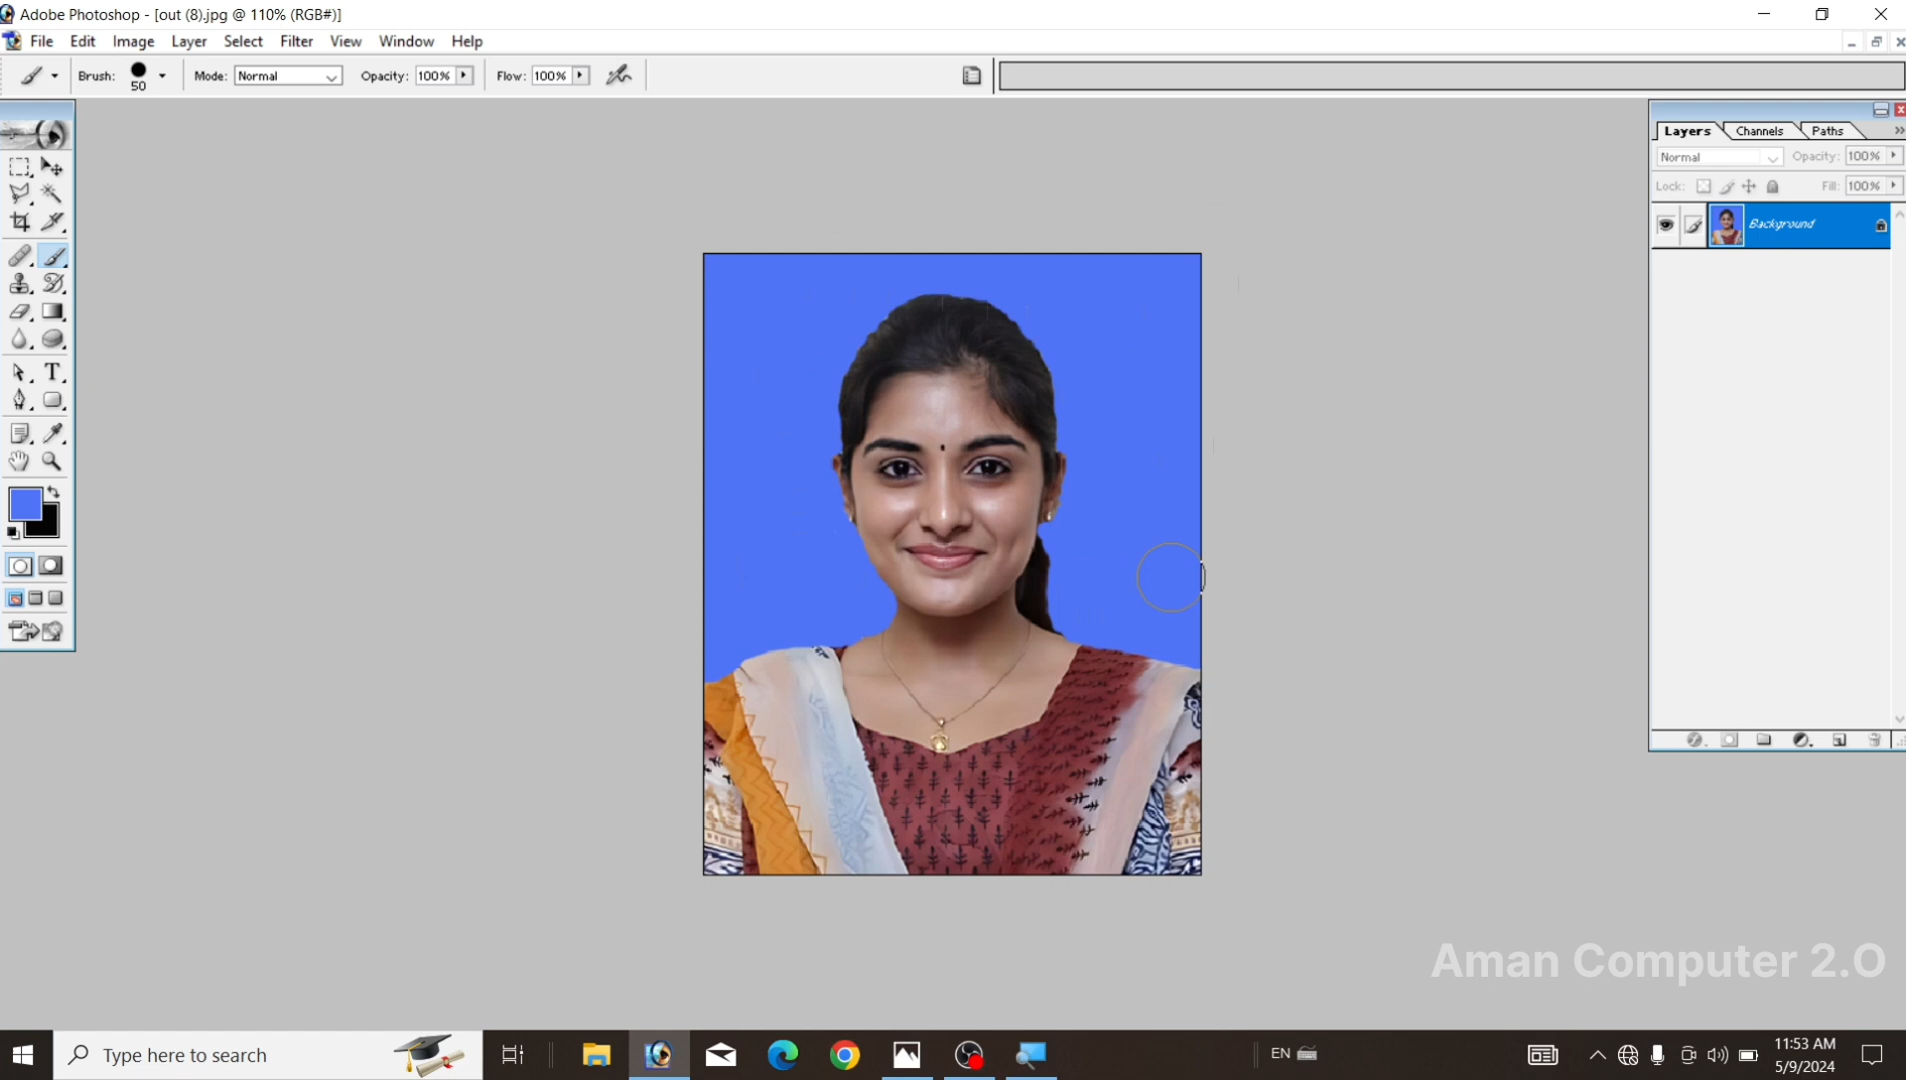 Adobe Photoshop - [out (8).jpg @ 110% (RGB#)]
File Edit Image Layer Select Filter View Window Help
Brush: 50 Mode: Normal Opacity: 100% Flow: 100%
Layers Channels Paths
Normal Opacity: 100%
Lock: Fill: 100%
Background
T
Aman Computer 2.O
Type here to search
EN
11:53 AM
5/9/2024